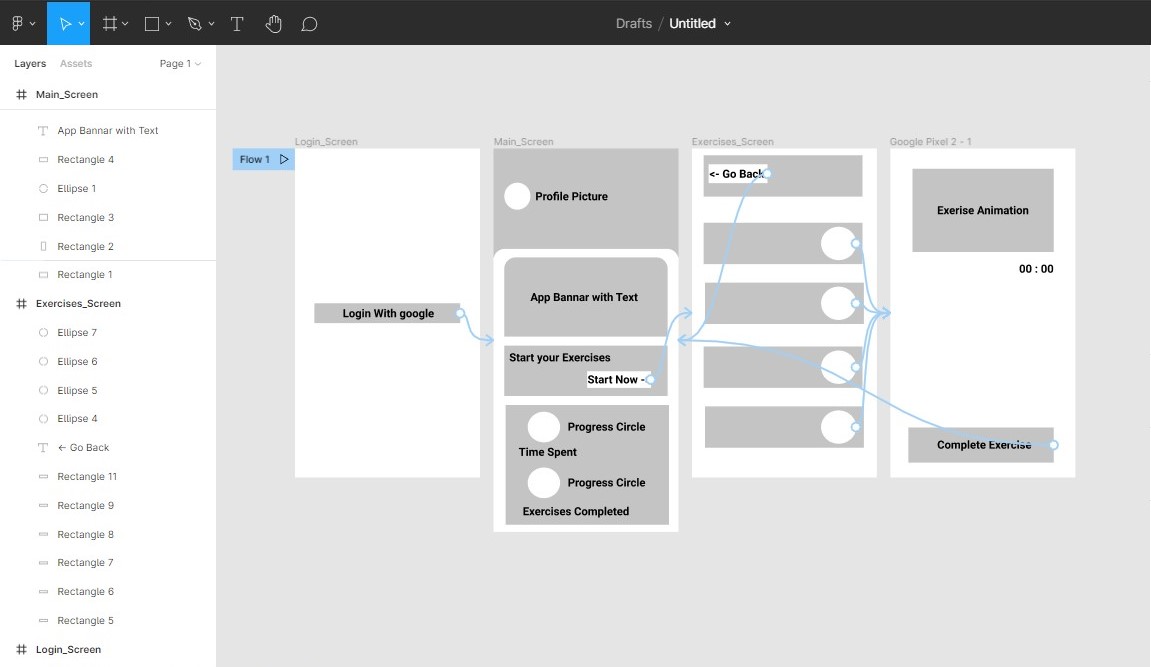 Drafts / Untitled
Layers Assets Page 1
Main_Screen
App Bannar with Text
Rectangle 4
Ellipse 1
Rectangle 3
Rectangle 2
Rectangle 1
Exercises_Screen
Ellipse 7
Ellipse 6
Ellipse 5
Ellipse 4
<- Go Back
Rectangle 11
Rectangle 9
Rectangle 8
Rectangle 7
Rectangle 6
Rectangle 5
Login_Screen
Flow 1
Login_Screen
Login With google
Main_Screen
Profile Picture
App Bannar with Text
Start your Exercises
Start Now -
Progress Circle
Time Spent
Progress Circle
Exercises Completed
Exercises_Screen
<- Go Back
Google Pixel 2 - 1
Exerise Animation
00 : 00
Complete Exercise